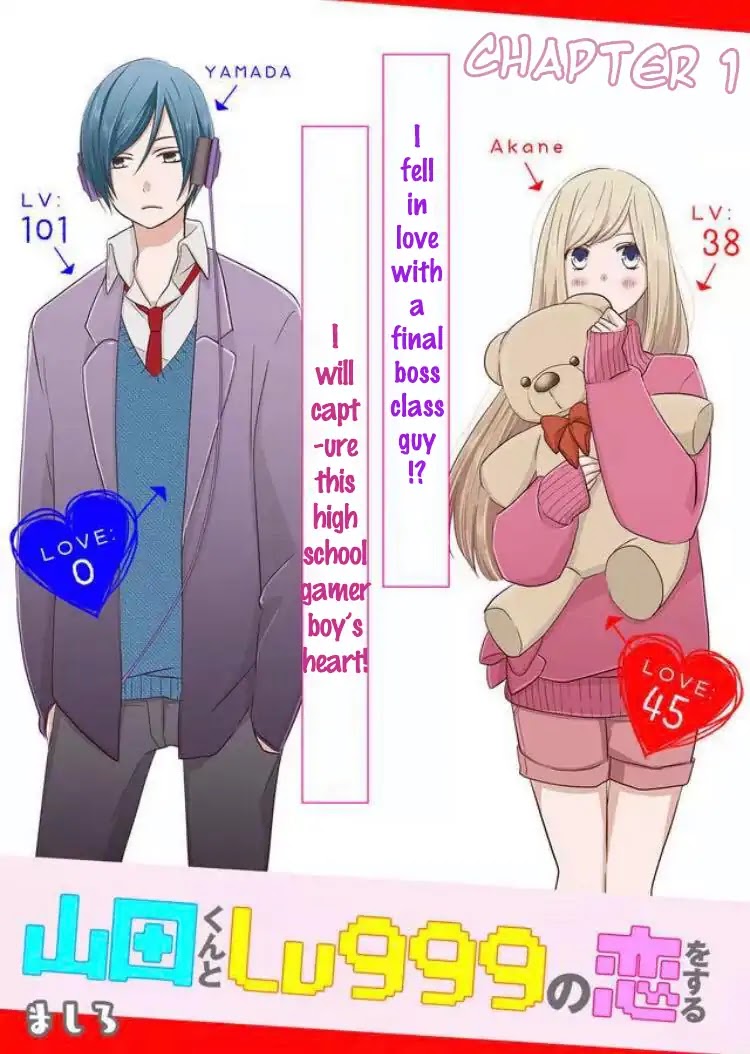 CHAPTER 1
YAMADA
LV:
101
I
fell
in
love
with
a
final
boss
class
guy
!?
I
will
capt
-ure
this
high
school
gamer
boy's
heart!
Akane
LV:
38
LOVE:
0
LOVE:
45
山田くんとLv999の恋をする
ましろ